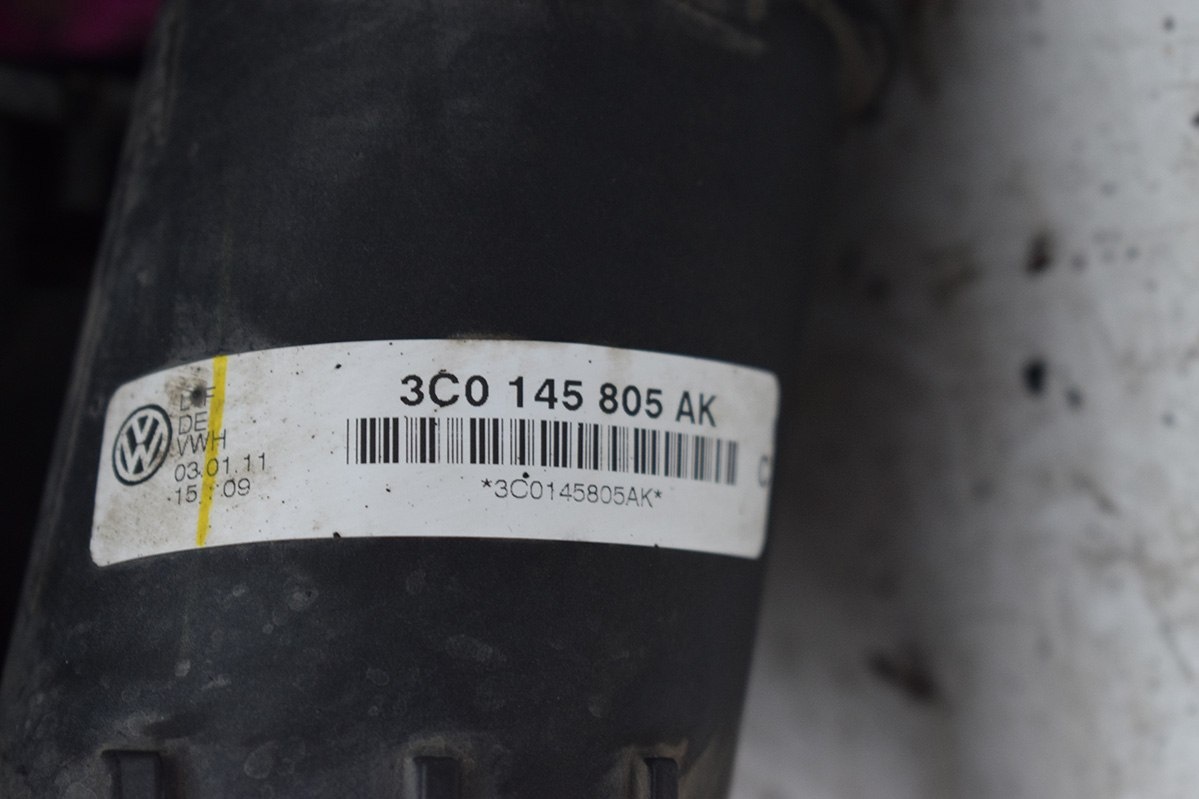 3C0 145 805 AK
DE
VWH
03.01.11
*3C0145805AK*